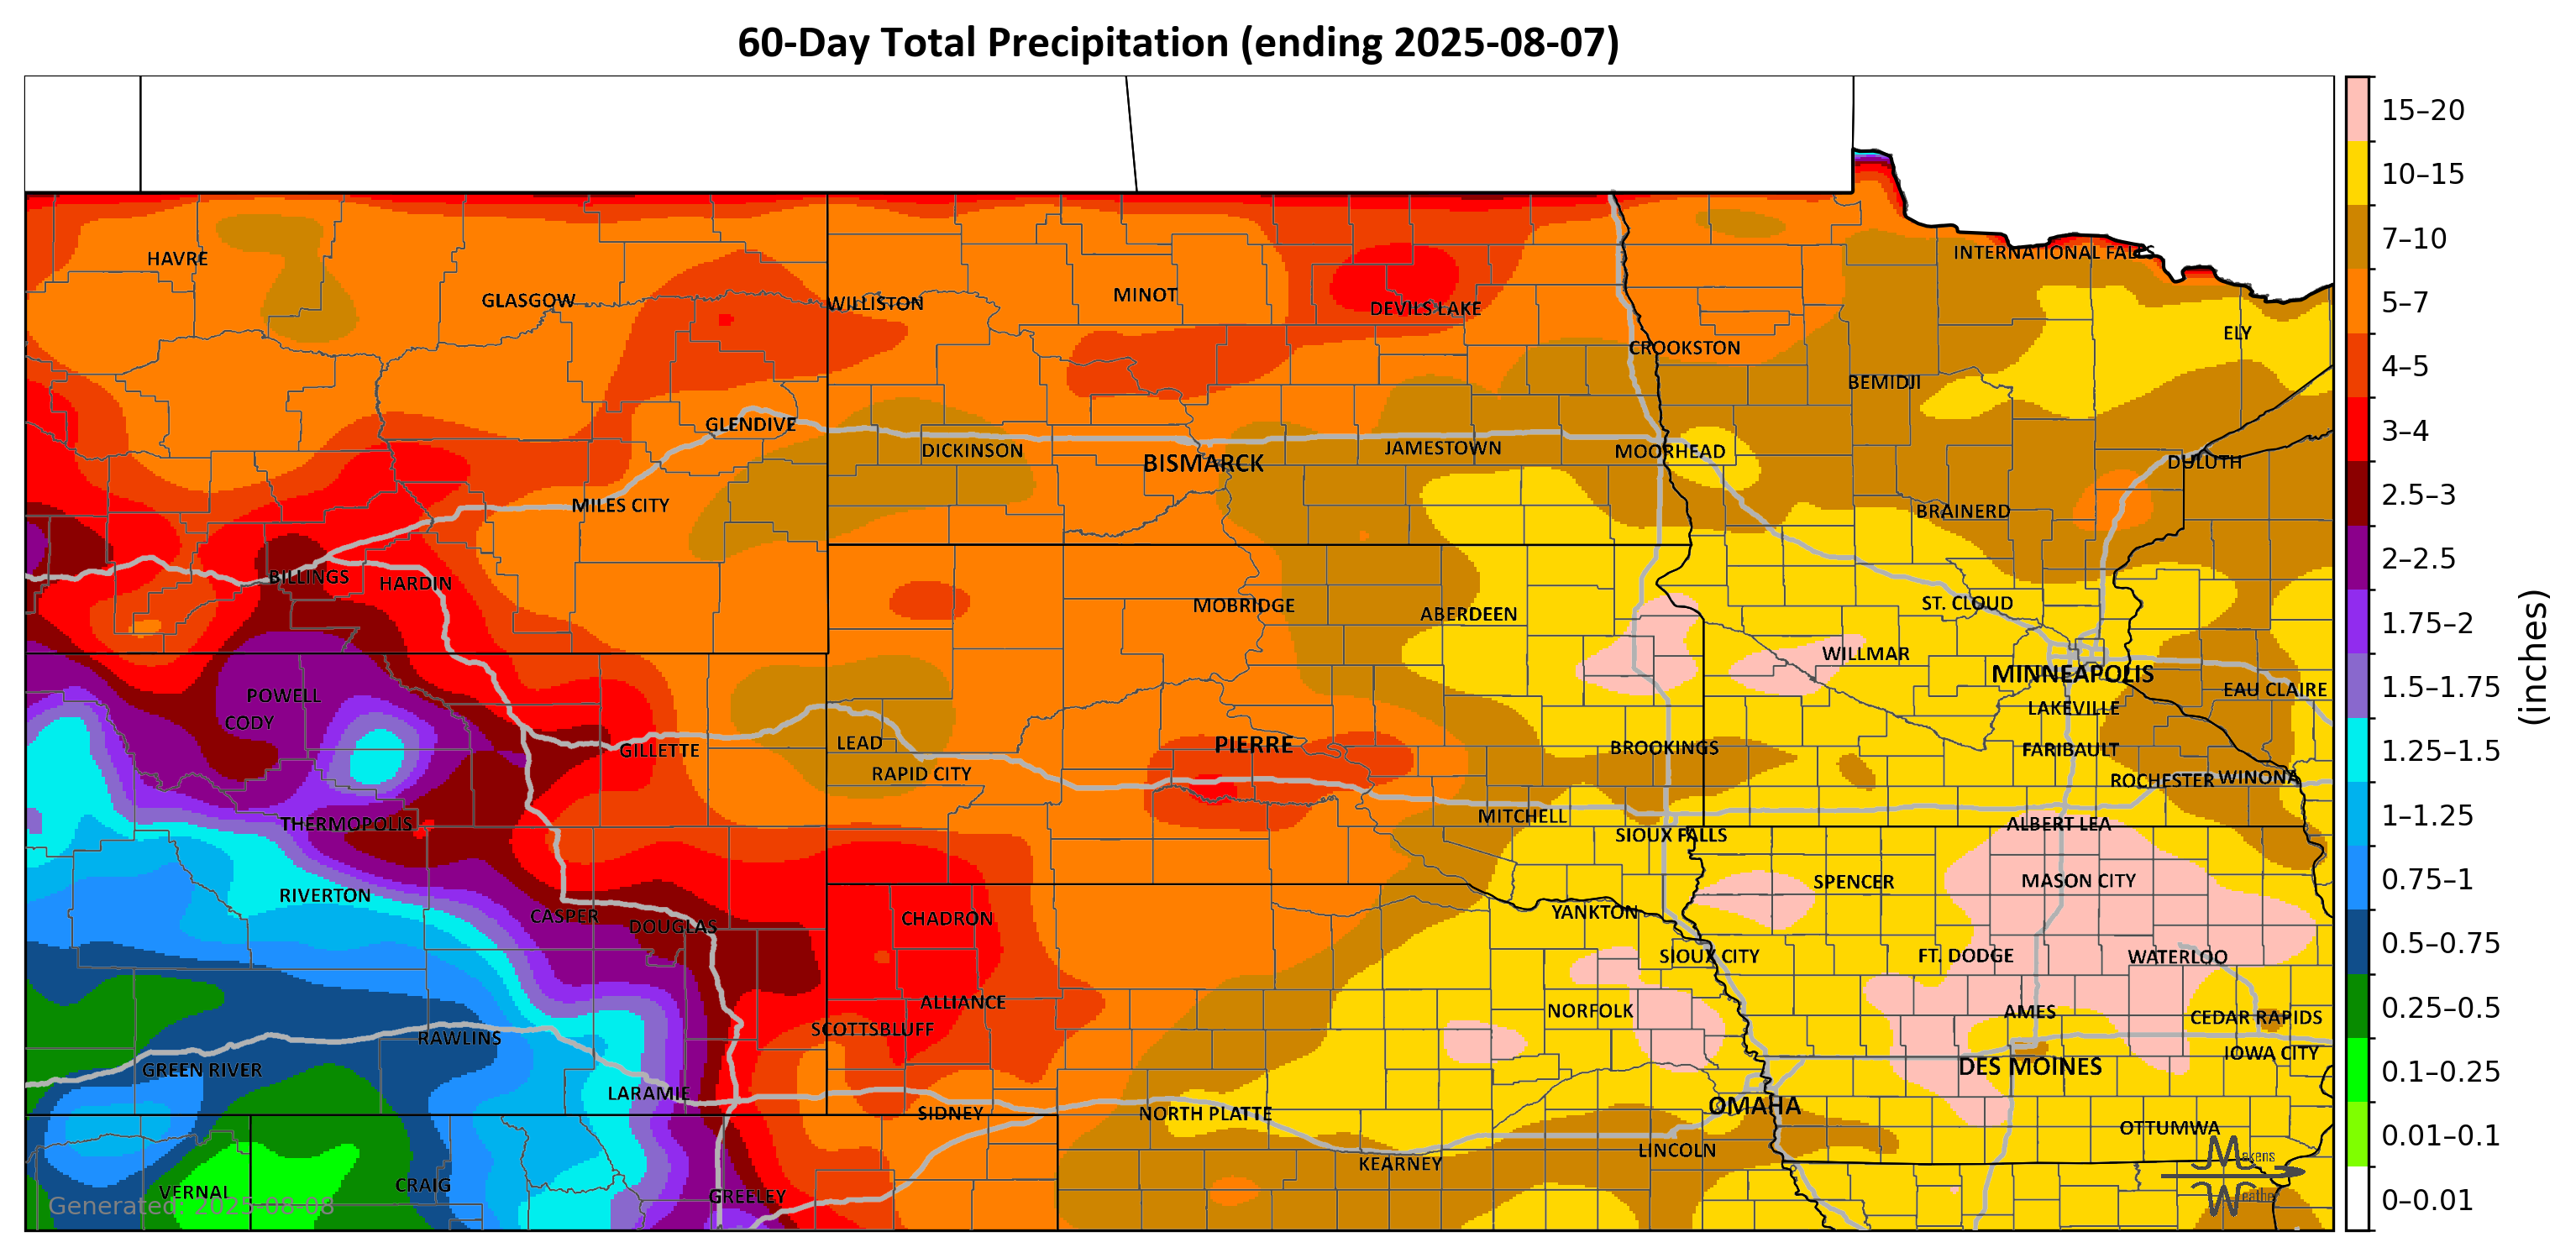 60-Day Total Precipitation (ending 2025-08-07)
15–20
10–15
7–10
5–7
4–5
3–4
2.5–3
2–2.5
1.75–2
1.5–1.75
1.25–1.5
1–1.25
0.75–1
0.5–0.75
0.25–0.5
0.1–0.25
0.01–0.1
0–0.01
(inches)
INTERNATIONAL FALLS
HAVRE
GLASGOW
WILLISTON
MINOT
DEVILS LAKE
ELY
CROOKSTON
BEMIDJI
GLENDIVE
DICKINSON
BISMARCK
JAMESTOWN
MOORHEAD
DULUTH
MILES CITY
BRAINERD
BILLINGS
HARDIN
MOBRIDGE
ABERDEEN
ST. CLOUD
WILLMAR
MINNEAPOLIS
EAU CLAIRE
POWELL
CODY
LAKEVILLE
GILLETTE
LEAD
PIERRE
BROOKINGS
FARIBAULT
RAPID CITY
ROCHESTER
WINONA
THERMOPOLIS
MITCHELL
SIOUX FALLS
ALBERT LEA
RIVERTON
SPENCER
MASON CITY
CASPER
DOUGLAS
CHADRON
YANKTON
SIOUX CITY
FT. DODGE
WATERLOO
ALLIANCE
NORFOLK
AMES
CEDAR RAPIDS
SCOTTSBLUFF
RAWLINS
IOWA CITY
GREEN RIVER
DES MOINES
LARAMIE
SIDNEY
NORTH PLATTE
OMAHA
OTTUMWA
LINCOLN
KEARNEY
VERNAL
CRAIG
GREELEY
Makens
Weather
Generated: 2025-08-08